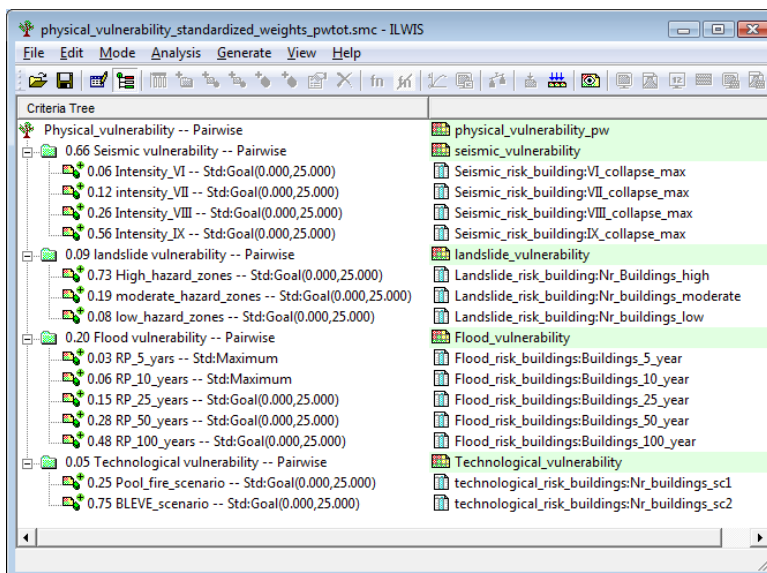 physical_vulnerability_standardized_weights_pwtot.smc - ILWIS
File Edit Mode Analysis Generate View Help
fn fn
Criteria Tree
Physical_vulnerability -- Pairwise physical_vulnerability_pw
0.66 Seismic vulnerability -- Pairwise seismic_vulnerability
0.06 Intensity_VI -- Std:Goal(0.000,25.000) Seismic_risk_building:VI_collapse_max
0.12 intensity_VII -- Std:Goal(0.000,25.000) Seismic_risk_building:VII_collapse_max
0.26 Intensity_VIII -- Std:Goal(0.000,25.000) Seismic_risk_building:VIII_collapse_max
0.56 Intensity_IX -- Std:Goal(0.000,25.000) Seismic_risk_building:IX_collapse_max
0.09 landslide vulnerability -- Pairwise landslide_vulnerability
0.73 High_hazard_zones -- Std:Goal(0.000,25.000) Landslide_risk_building:Nr_Buildings_high
0.19 moderate_hazard_zones -- Std:Goal(0.000,25.000) Landslide_risk_building:Nr_buildings_moderate
0.08 low_hazard_zones -- Std:Goal(0.000,25.000) Landslide_risk_building:Nr_buildings_low
0.20 Flood vulnerability -- Pairwise Flood_vulnerability
0.03 RP_5_yars -- Std:Maximum Flood_risk_buildings:Buildings_5_year
0.06 RP_10_years -- Std:Maximum Flood_risk_buildings:Buildings_10_year
0.15 RP_25_years -- Std:Goal(0.000,25.000) Flood_risk_buildings:Buildings_25_year
0.28 RP_50_years -- Std:Goal(0.000,25.000) Flood_risk_buildings:Buildings_50_year
0.48 RP_100_years -- Std:Goal(0.000,25.000) Flood_risk_buildings:Buildings_100_year
0.05 Technological vulnerability -- Pairwise Technological_vulnerability
0.25 Pool_fire_scenario -- Std:Goal(0.000,25.000) technological_risk_buildings:Nr_buildings_sc1
0.75 BLEVE_scenario -- Std:Goal(0.000,25.000) technological_risk_buildings:Nr_buildings_sc2